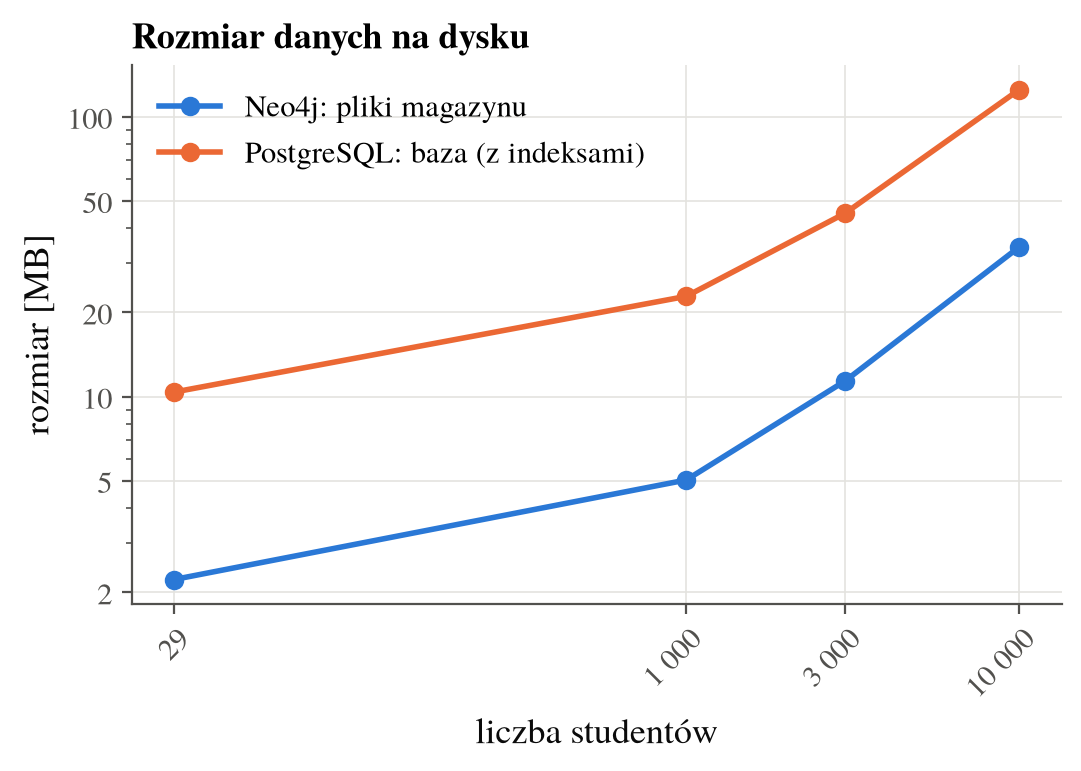 Rozmiar danych na dysku
Neo4j: pliki magazynu
PostgreSQL: baza (z indeksami)
rozmiar [MB]
100
50
20
10
5
2
29
1 000
3 000
10 000
liczba studentów